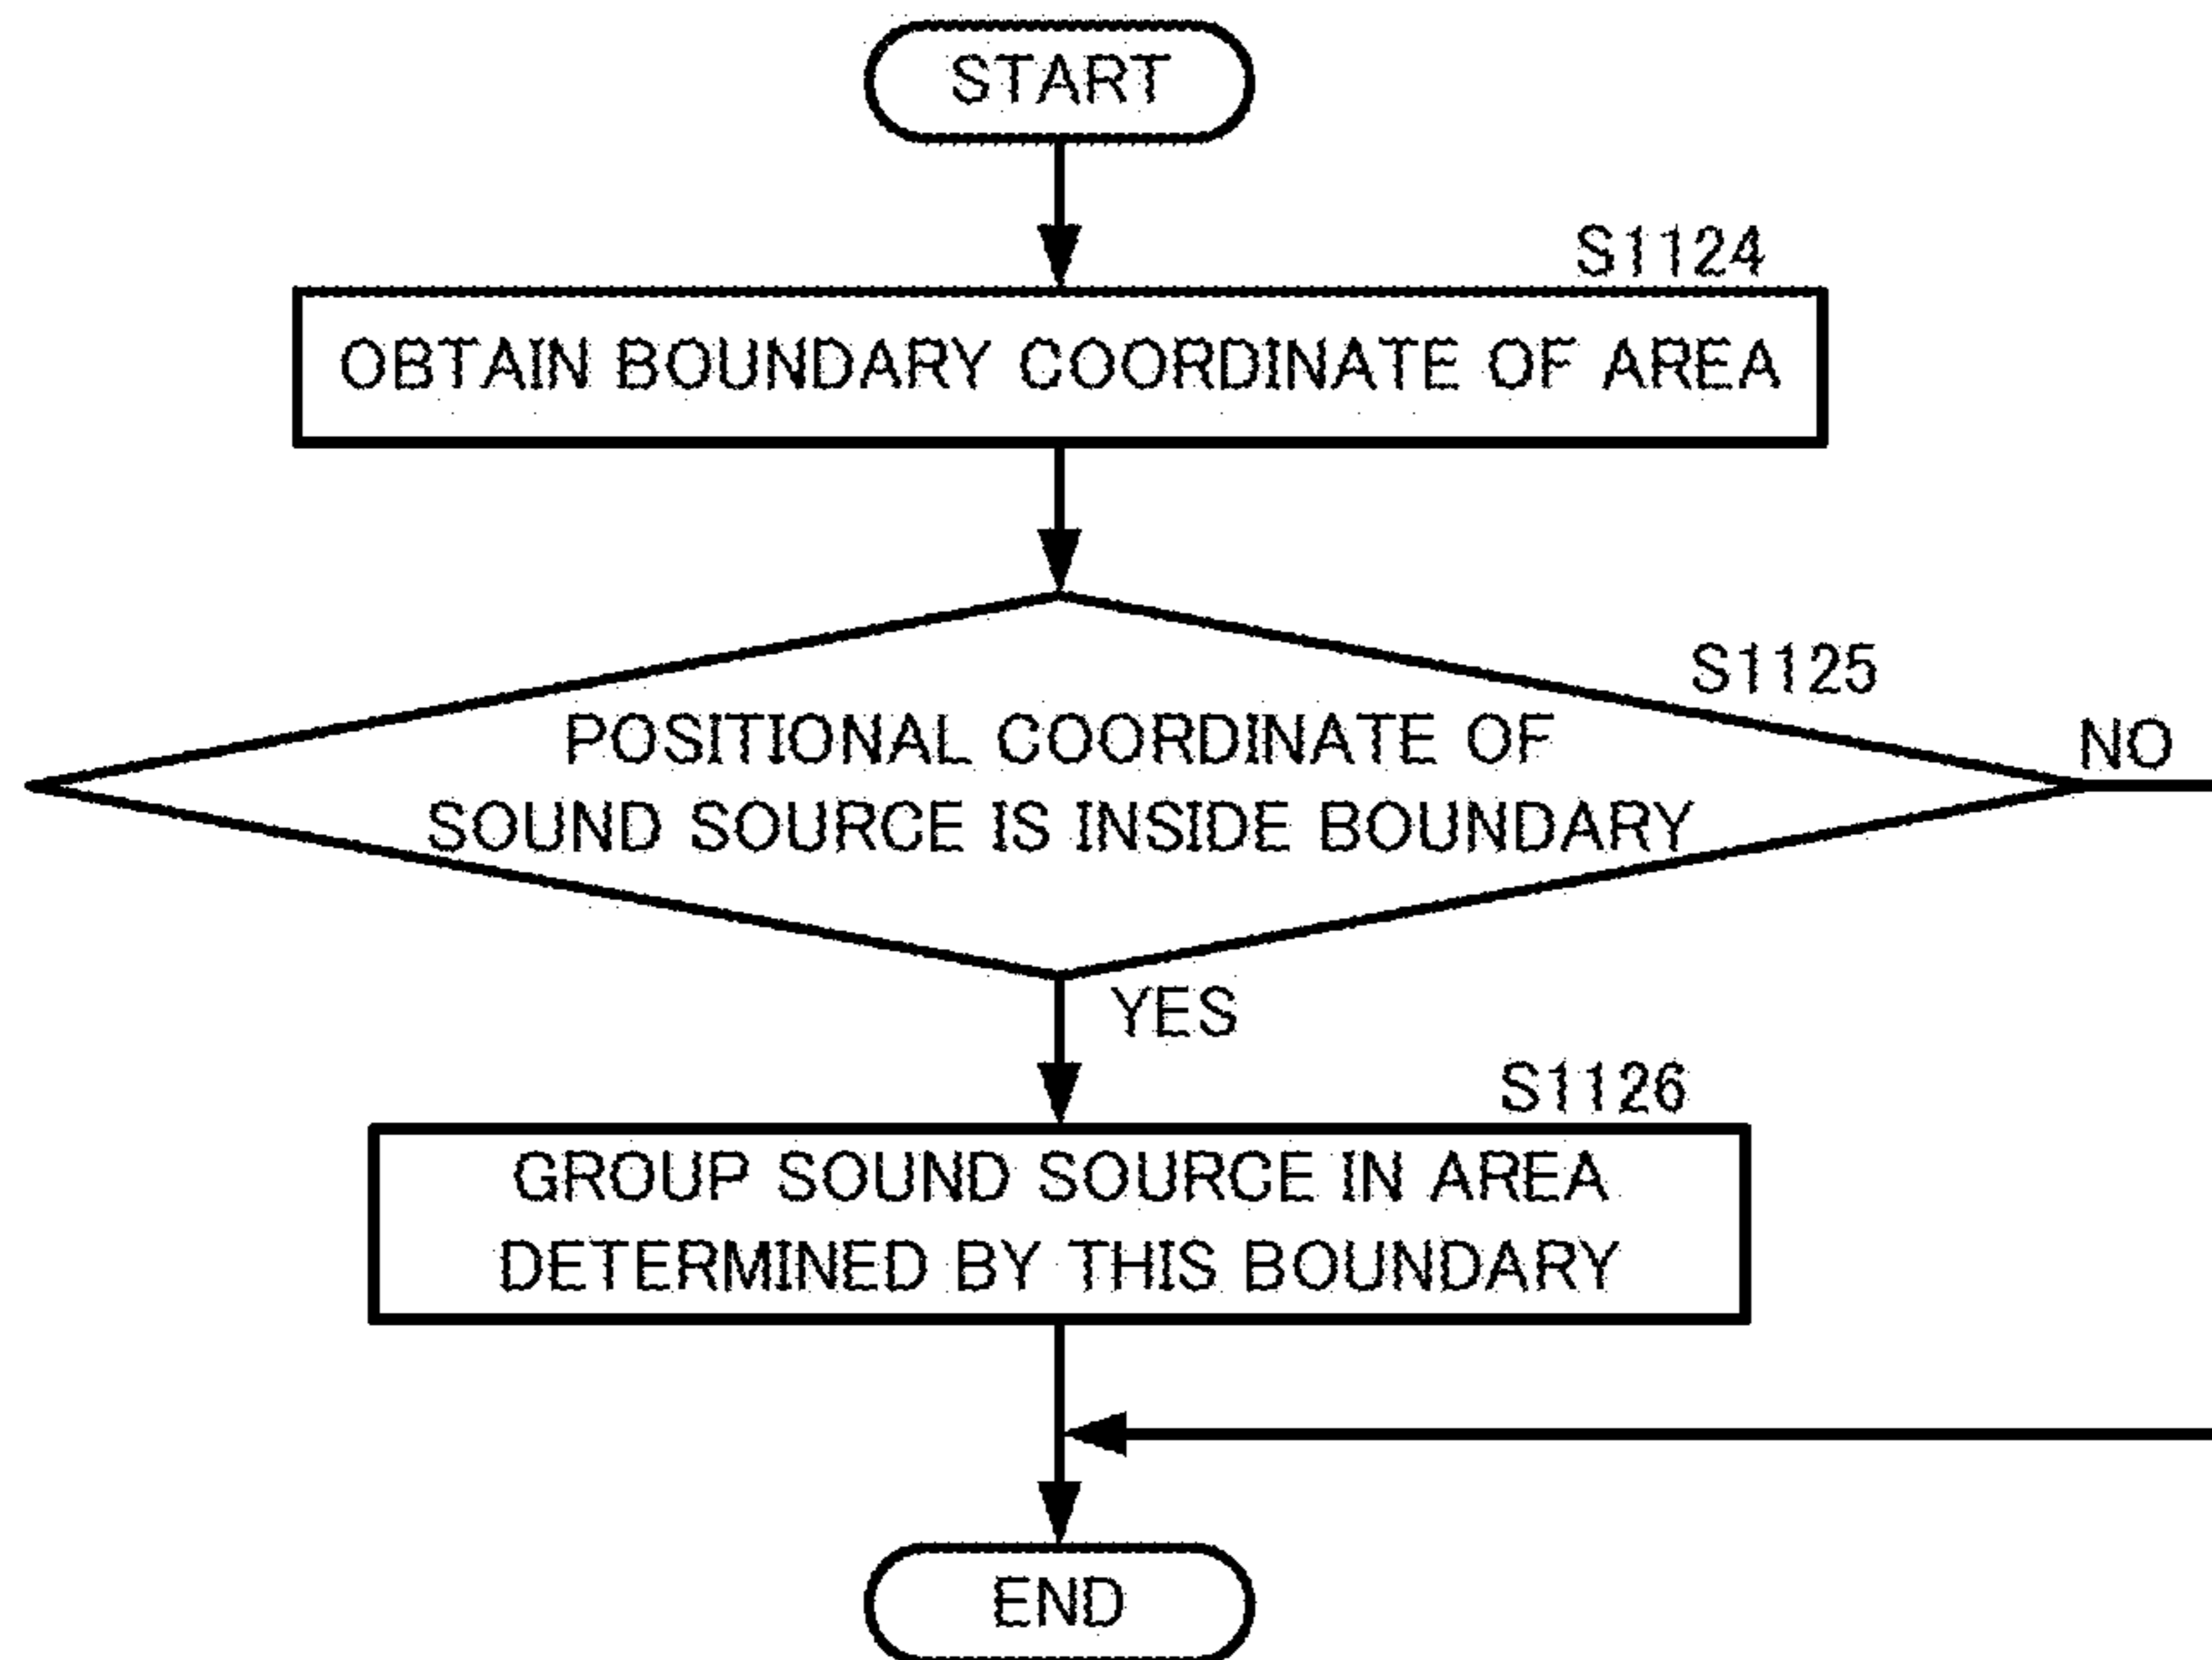 START
S1124
OBTAIN BOUNDARY COORDINATE OF AREA
S1125
NO
POSITIONAL COORDINATE OF
SOUND SOURCE IS INSIDE BOUNDARY
YES
S1126
GROUP SOUND SOURCE IN AREA
DETERMINED BY THIS BOUNDARY
END